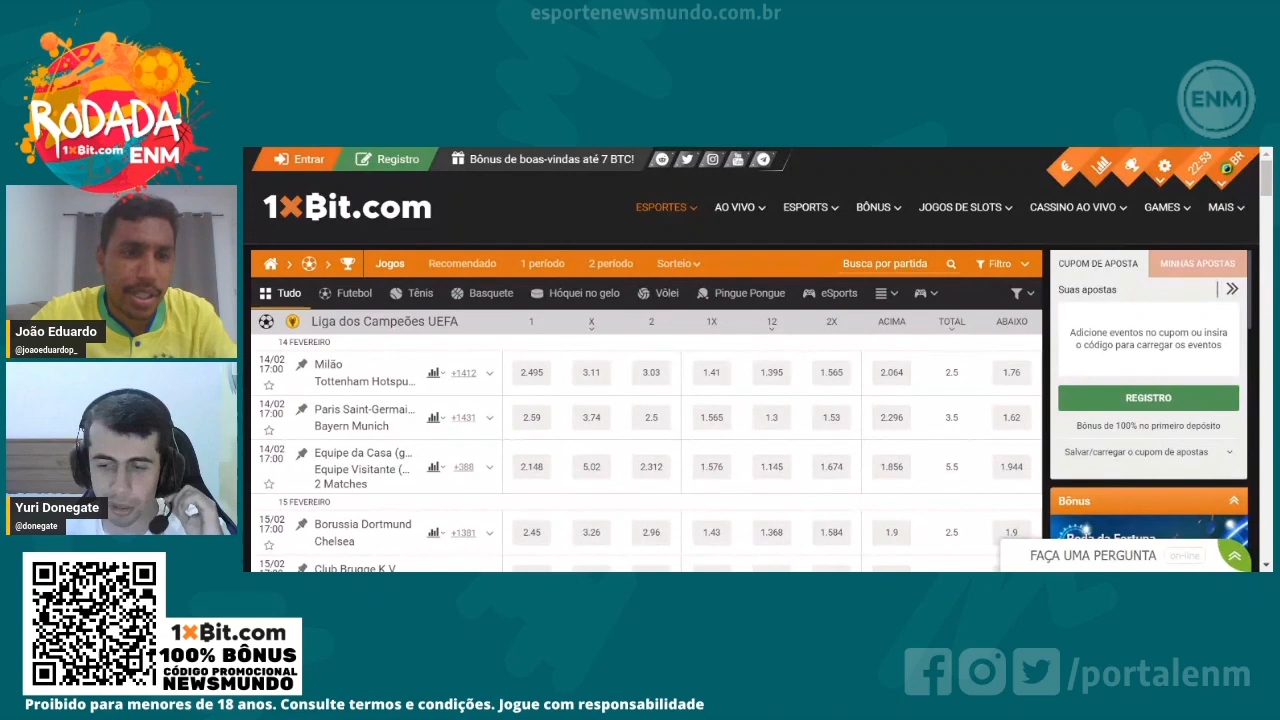 esportenewsmundo.com.br
RODADA
1xBit.com
ENM
ENM
João Eduardo
@joaoeduardop_
Yuri Donegate
@donegate
Entrar
Registro
Bônus de boas-vindas até 7 BTC!
22:53
BR
1xBit.com
ESPORTES
AO VIVO
ESPORTS
BÔNUS
JOGOS DE SLOTS
CASSINO AO VIVO
GAMES
MAIS
Jogos
Recomendado
1 período
2 período
Sorteio
Busca por partida
Filtro
Tudo
Futebol
Tênis
Basquete
Hóquei no gelo
Vôlei
Pingue Pongue
eSports
Liga dos Campeões UEFA 1 X 2 1X 12 2X ACIMA TOTAL ABAIXO
14 FEVEREIRO
14/02
17:00
Milão
Tottenham Hotspu...
+1412
2.495 3.11 3.03 1.41 1.395 1.565 2.064 2.5 1.76
14/02
17:00
Paris Saint-Germai...
Bayern Munich
+1431
2.59 3.74 2.5 1.565 1.3 1.53 2.296 3.5 1.62
14/02
17:00
Equipe da Casa (g...
Equipe Visitante (...
2 Matches
+388
2.148 5.02 2.312 1.576 1.145 1.674 1.856 5.5 1.944
15 FEVEREIRO
15/02
17:00
Borussia Dortmund
Chelsea
+1381
2.45 3.26 2.96 1.43 1.368 1.584 1.9 2.5 1.9
15/02
Club Brugge K.V.
CUPOM DE APOSTA
MINHAS APOSTAS
Suas apostas
Adicione eventos no cupom ou insira
o código para carregar os eventos
REGISTRO
Bônus de 100% no primeiro depósito
Salvar/carregar o cupom de apostas
Bônus
Roda da Fortuna
FAÇA UMA PERGUNTA
on-line
1xBit.com
100% BÔNUS
CÓDIGO PROMOCIONAL
NEWSMUNDO
/portalenm
Proibido para menores de 18 anos. Consulte termos e condições. Jogue com responsabilidade